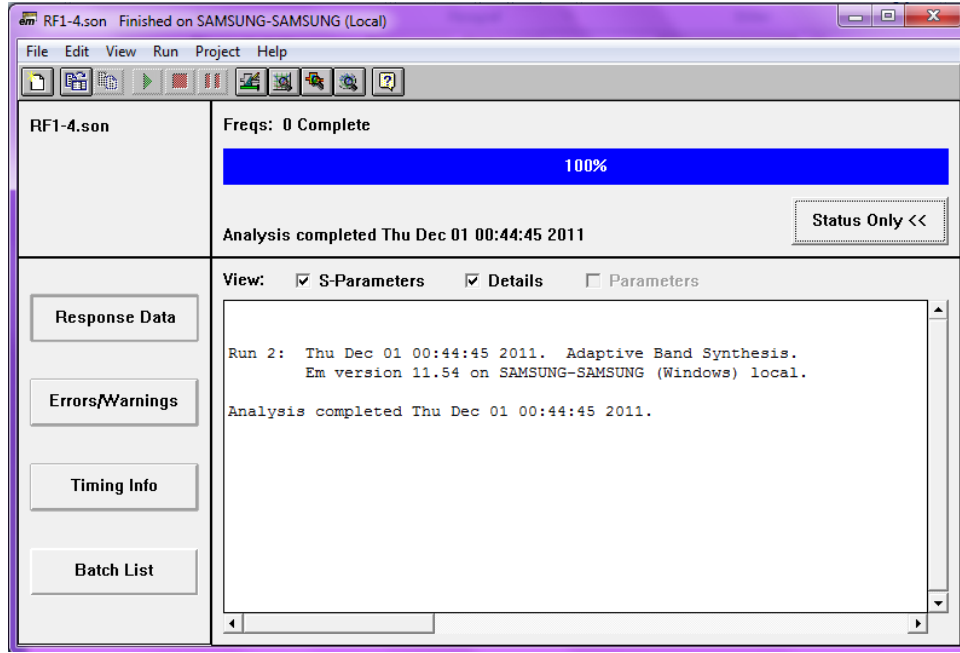 em RF1-4.son Finished on SAMSUNG-SAMSUNG (Local)
File Edit View Run Project Help
RF1-4.son
Freqs: 0 Complete
100%
Status Only <<
Analysis completed Thu Dec 01 00:44:45 2011
View: S-Parameters Details Parameters
Response Data
Errors/Warnings
Timing Info
Batch List
Run 2: Thu Dec 01 00:44:45 2011. Adaptive Band Synthesis.
Em version 11.54 on SAMSUNG-SAMSUNG (Windows) local.
Analysis completed Thu Dec 01 00:44:45 2011.